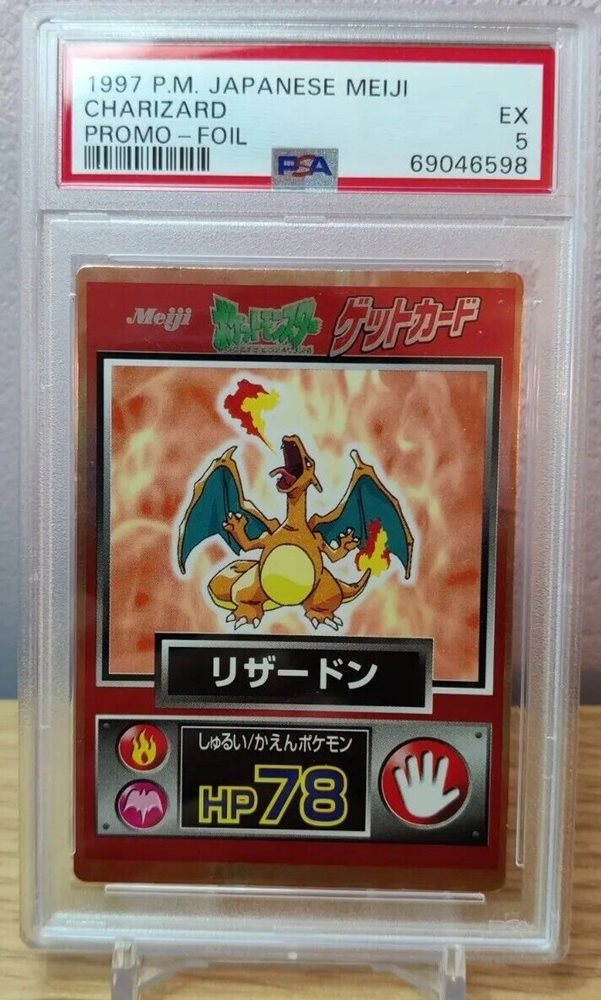 1997 P.M. JAPANESE MEIJI
CHARIZARD EX
PROMO - FOIL 5
PSA 69046598
Meiji ポケットモンスター ゲットカード
リザードン
しゅるい/かえんポケモン
HP78